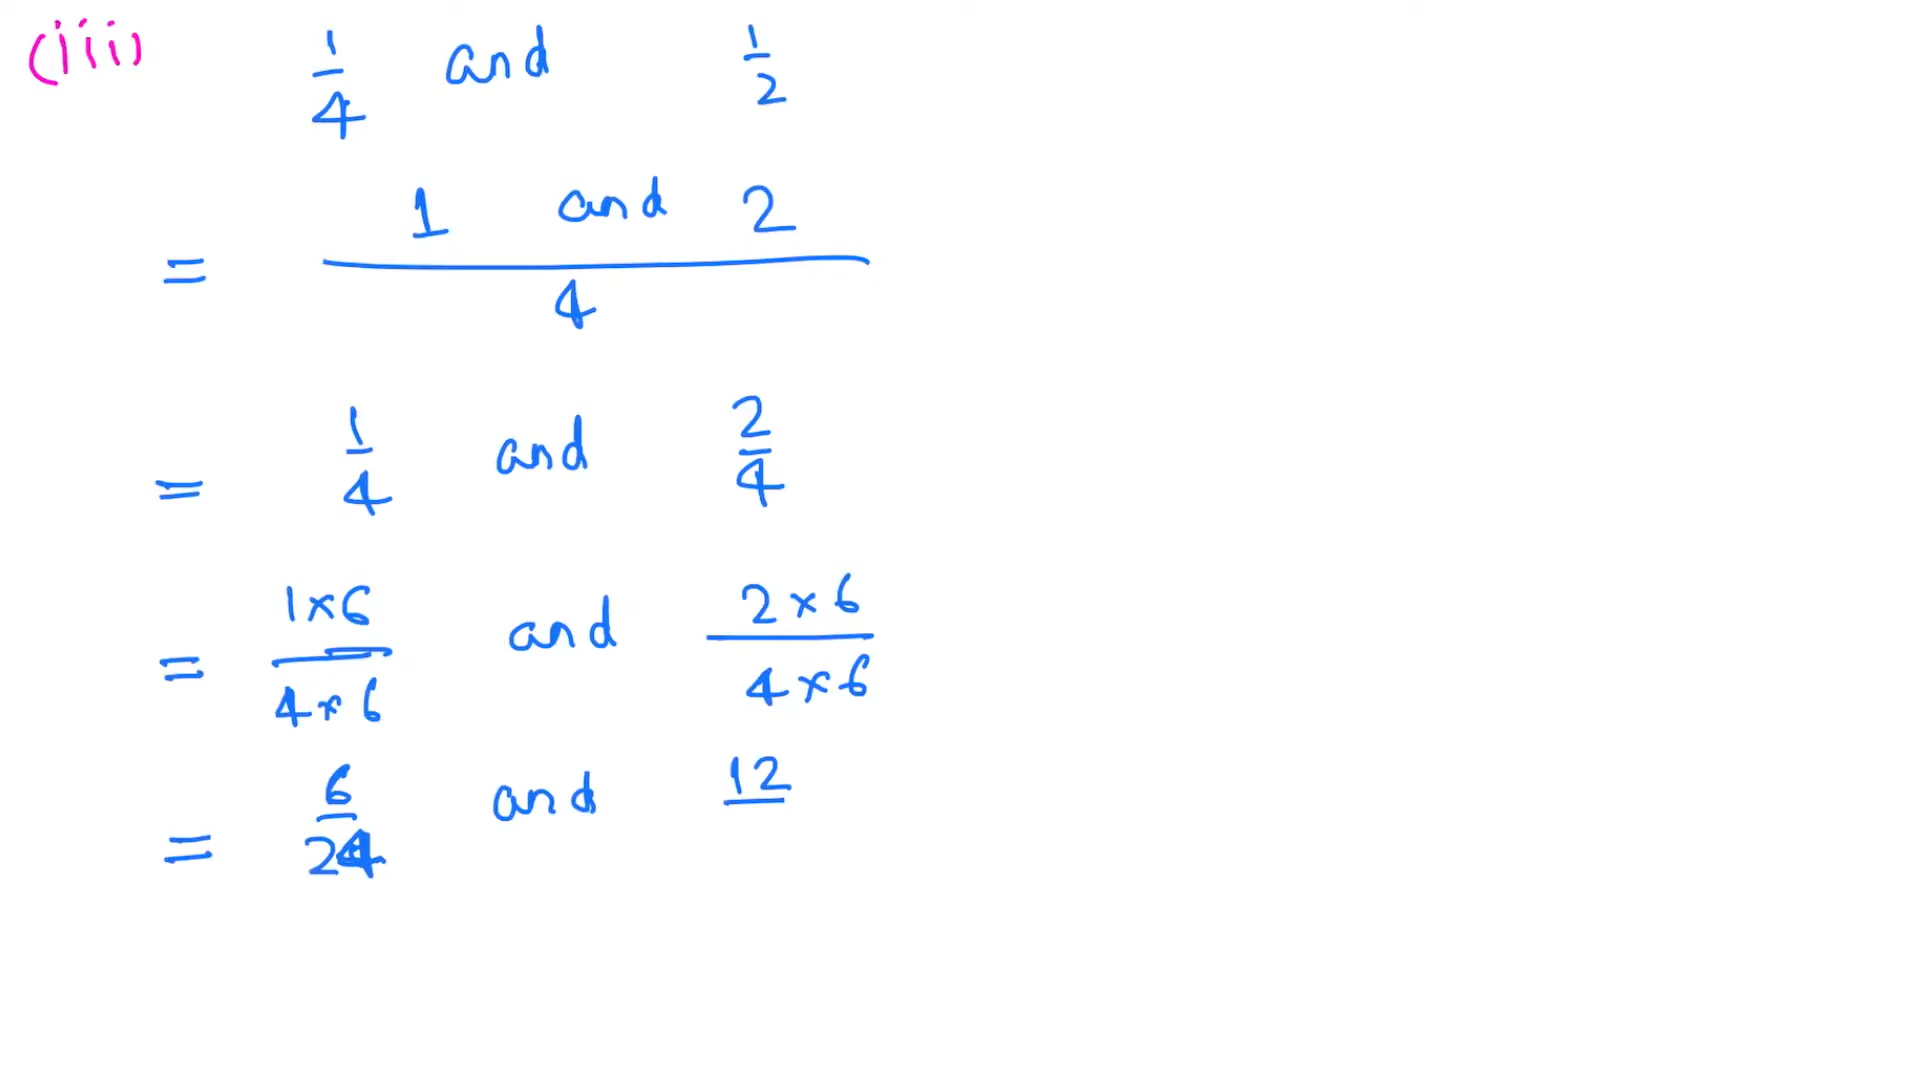 (iii) 1/4 and 1/2
= 1 and 2 / 4
= 1/4 and 2/4
= 1×6 / 4×6 and 2×6 / 4×6
= 6/24 and 12/